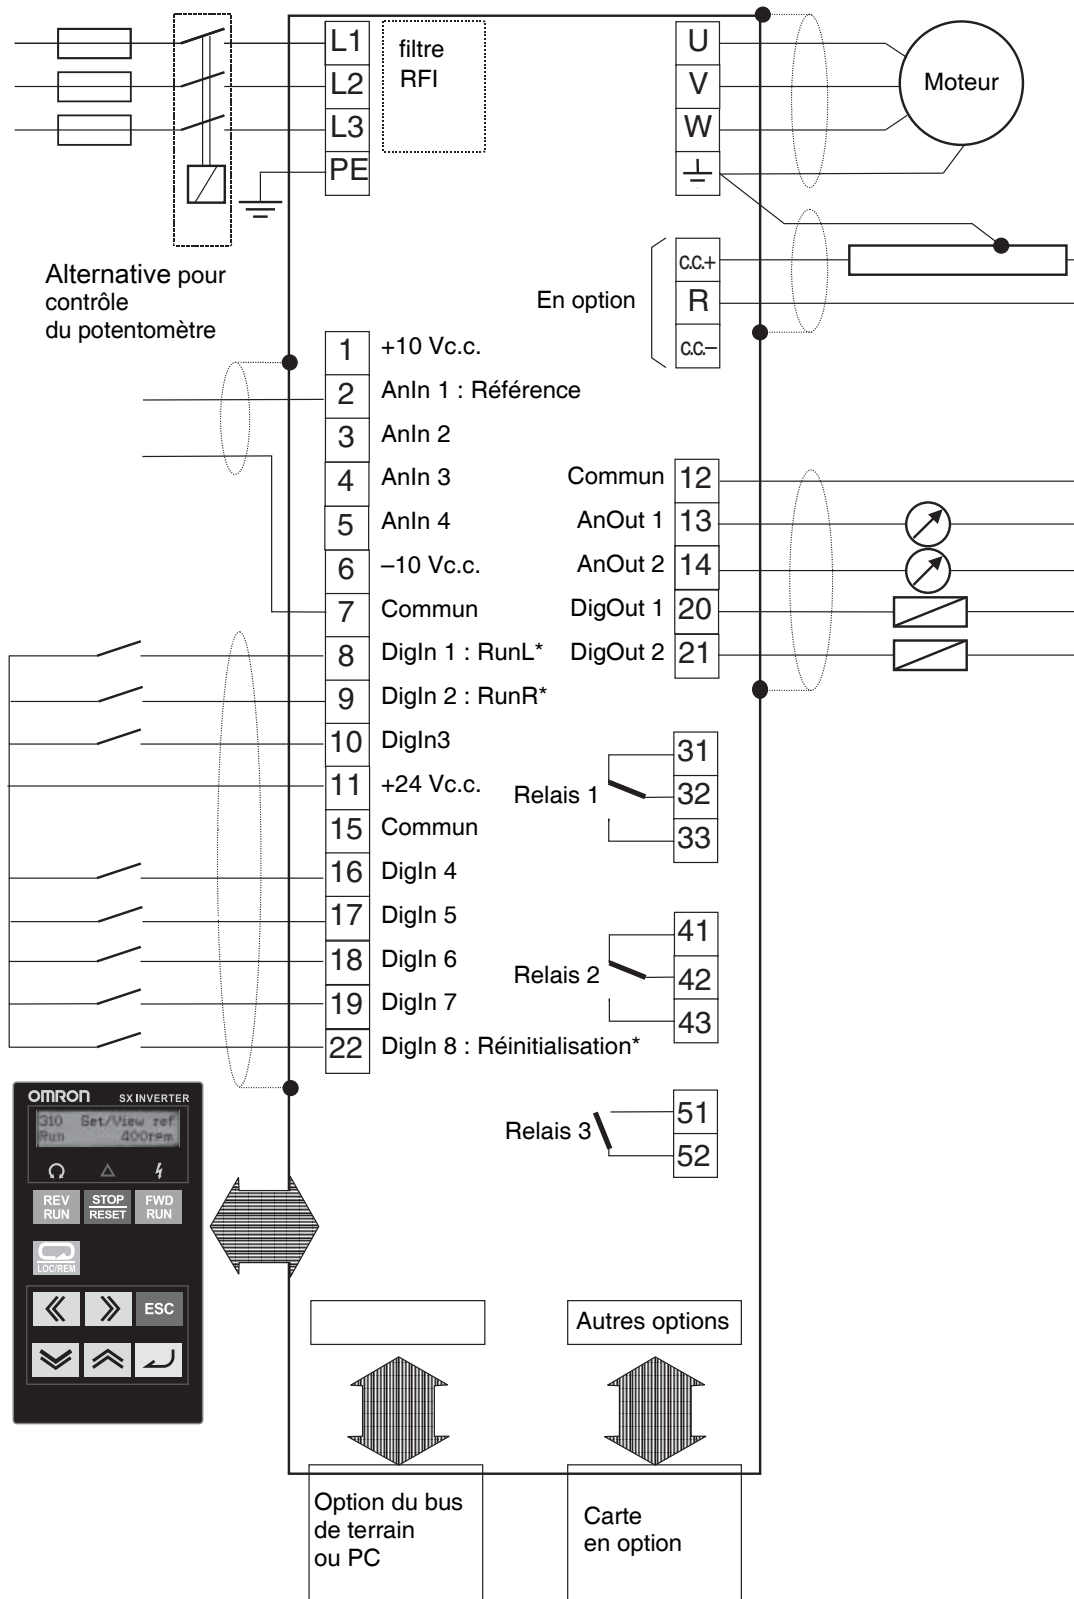 L1
L2
L3
PE
filtre
RFI
U
V
W
Moteur
Alternative pour
contrôle
du potentomètre
En option
C.C.+
R
C.C.–
1 +10 Vc.c.
2 AnIn 1 : Référence
3 AnIn 2
4 AnIn 3
5 AnIn 4
6 –10 Vc.c.
7 Commun
8 DigIn 1 : RunL*
9 DigIn 2 : RunR*
10 DigIn3
11 +24 Vc.c.
15 Commun
16 DigIn 4
17 DigIn 5
18 DigIn 6
19 DigIn 7
22 DigIn 8 : Réinitialisation*
Commun 12
AnOut 1 13
AnOut 2 14
DigOut 1 20
DigOut 2 21
Relais 1
31
32
33
Relais 2
41
42
43
Relais 3
51
52
OMRON SX INVERTER
310 Set/View ref
Run 400rpm
REV RUN
STOP RESET
FWD RUN
LOC/REM
ESC
Autres options
Option du bus
de terrain
ou PC
Carte
en option